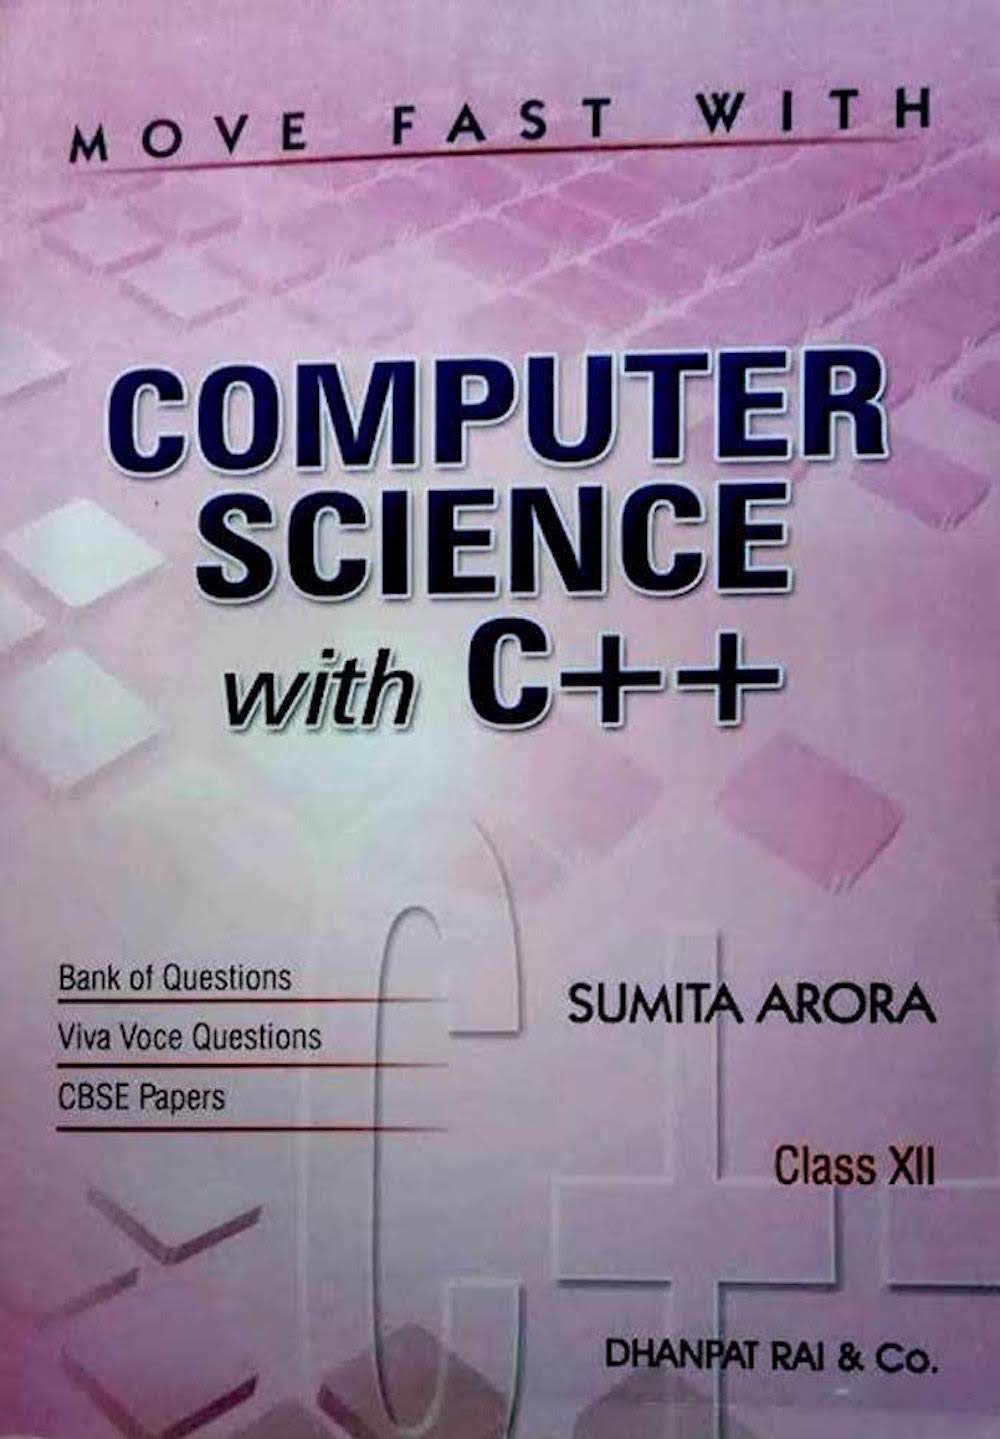 MOVE FAST WITH
COMPUTER
SCIENCE
with C++
Bank of Questions
Viva Voce Questions
CBSE Papers
SUMITA ARORA
Class XII
DHANPAT RAI & Co.